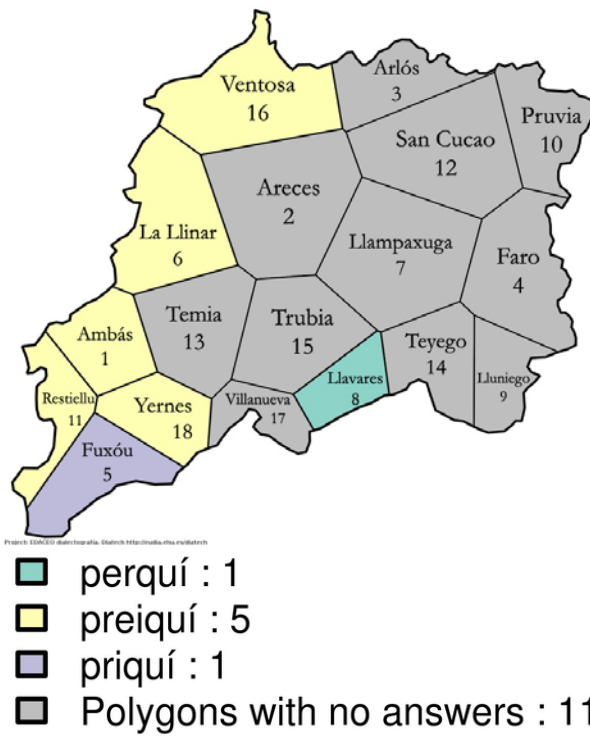 Ventosa
16
Arlós
3
Pruvia
10
San Cucao
12
Areces
2
La Llinar
6
Llampaxuga
7
Faro
4
Temia
13
Trubia
15
Ambás
1
Teyego
14
Llavares
8
Lluniego
9
Restiellu
11
Yernes
18
Villanueva
17
Fuxóu
5
perquí : 1
preiquí : 5
priquí : 1
Polygons with no answers : 11